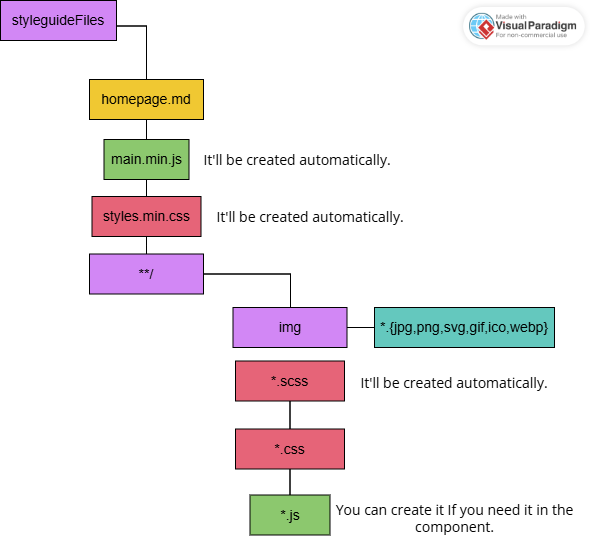 styleguideFiles
Made with
Visual Paradigm
For non-commercial use
homepage.md
main.min.js
It'll be created automatically.
styles.min.css
It'll be created automatically.
**/
img
*.{jpg,png,svg,gif,ico,webp}
*.scss
It'll be created automatically.
*.css
*.js
You can create it If you need it in the
component.